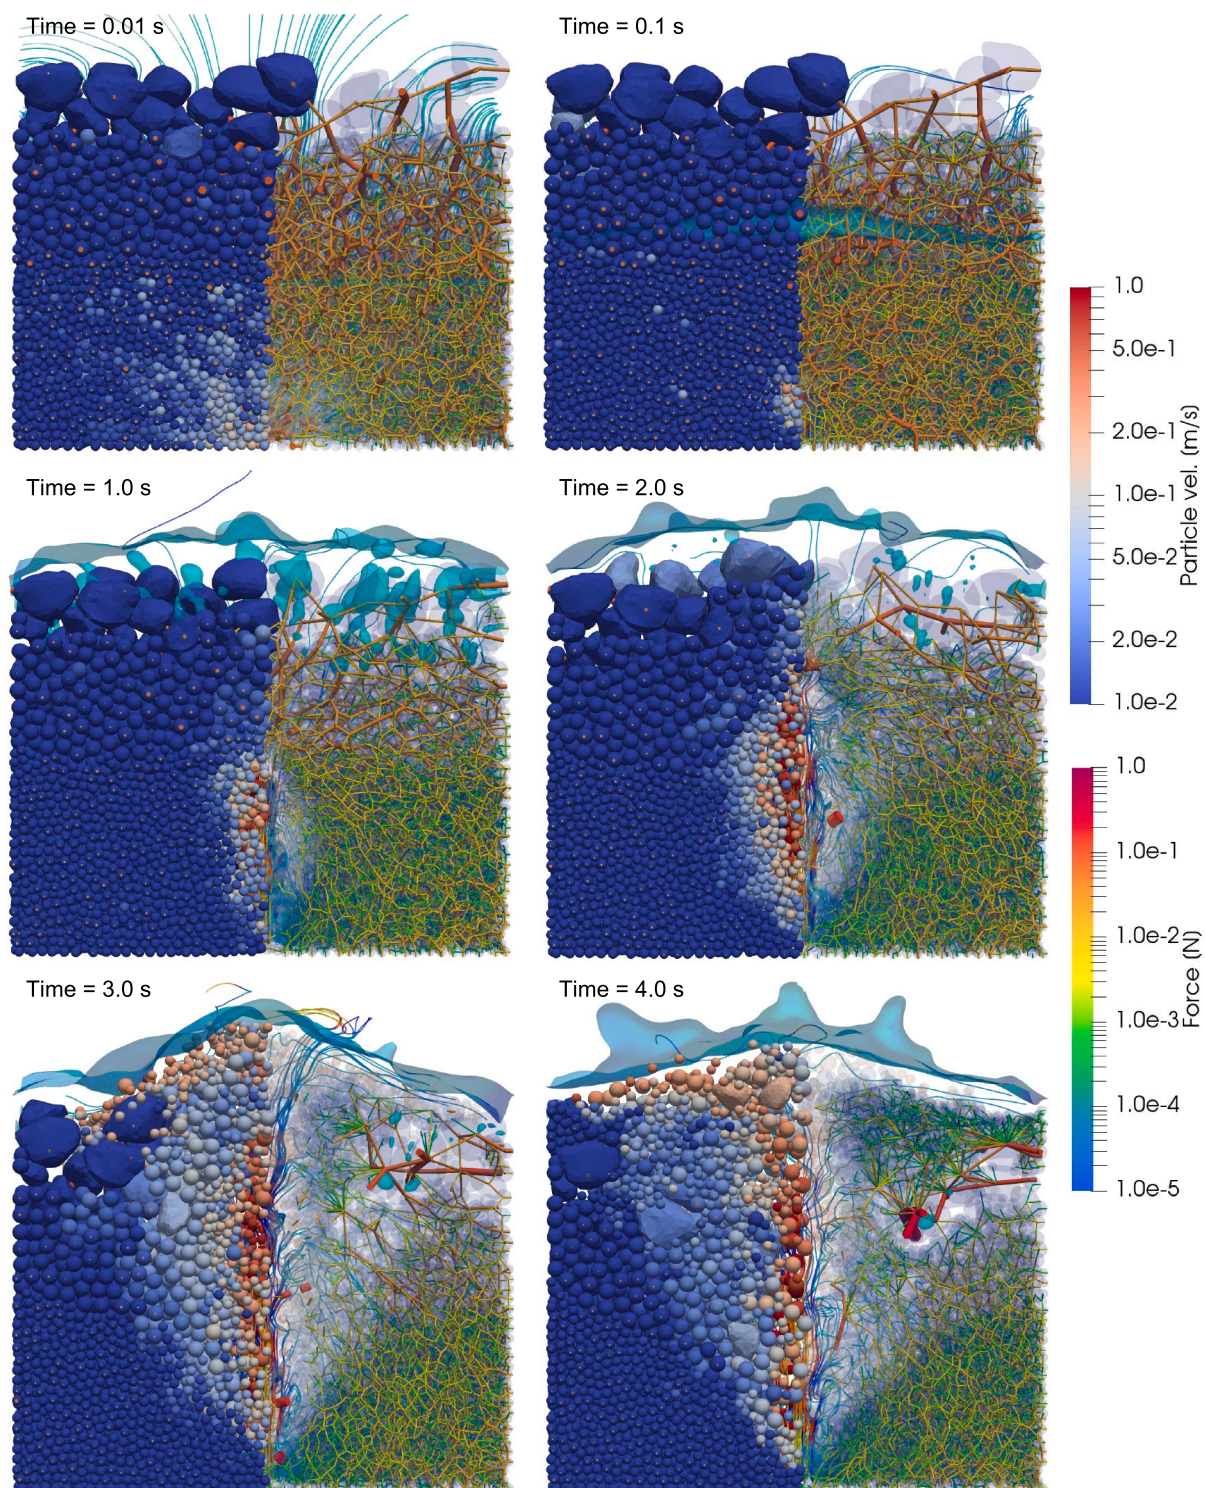 Time = 0.01 s
Time = 0.1 s
Time = 1.0 s
Time = 2.0 s
Time = 3.0 s
Time = 4.0 s
1.0
5.0e-1
2.0e-1
1.0e-1
5.0e-2
2.0e-2
1.0e-2
Particle vel. (m/s)
1.0
1.0e-1
1.0e-2
1.0e-3
1.0e-4
1.0e-5
Force (N)